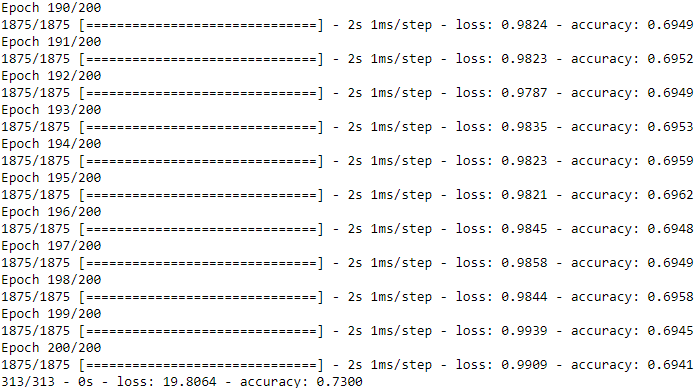 Epoch 190/200
1875/1875 [==============================] - 2s 1ms/step - loss: 0.9824 - accuracy: 0.6949
Epoch 191/200
1875/1875 [==============================] - 2s 1ms/step - loss: 0.9823 - accuracy: 0.6952
Epoch 192/200
1875/1875 [==============================] - 2s 1ms/step - loss: 0.9787 - accuracy: 0.6949
Epoch 193/200
1875/1875 [==============================] - 2s 1ms/step - loss: 0.9835 - accuracy: 0.6953
Epoch 194/200
1875/1875 [==============================] - 2s 1ms/step - loss: 0.9823 - accuracy: 0.6959
Epoch 195/200
1875/1875 [==============================] - 2s 1ms/step - loss: 0.9821 - accuracy: 0.6962
Epoch 196/200
1875/1875 [==============================] - 2s 1ms/step - loss: 0.9845 - accuracy: 0.6948
Epoch 197/200
1875/1875 [==============================] - 2s 1ms/step - loss: 0.9858 - accuracy: 0.6949
Epoch 198/200
1875/1875 [==============================] - 2s 1ms/step - loss: 0.9844 - accuracy: 0.6958
Epoch 199/200
1875/1875 [==============================] - 2s 1ms/step - loss: 0.9939 - accuracy: 0.6945
Epoch 200/200
1875/1875 [==============================] - 2s 1ms/step - loss: 0.9909 - accuracy: 0.6941
313/313 - 0s - loss: 19.8064 - accuracy: 0.7300